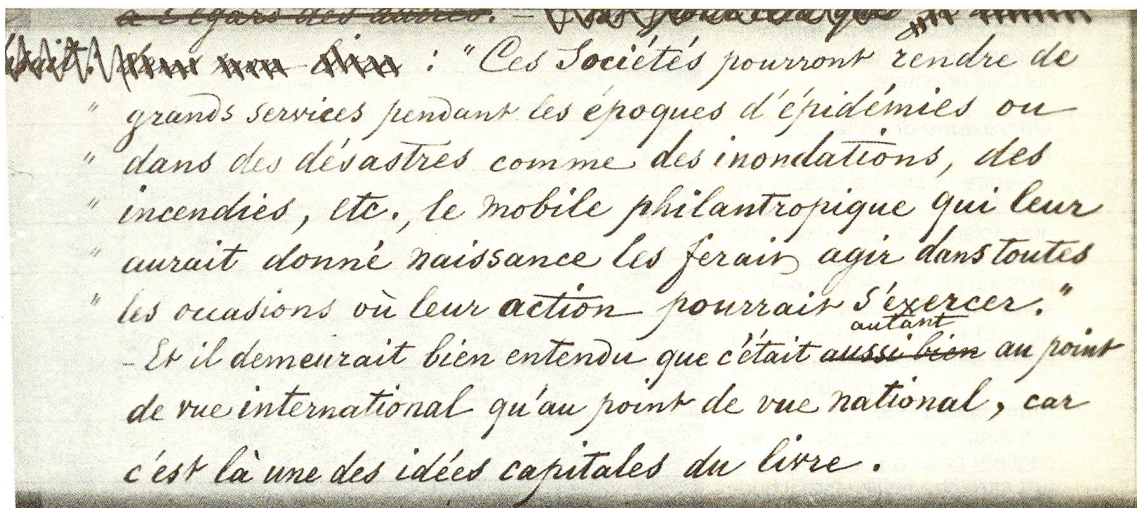 à l'égard des autres. –
: "Ces Sociétés pourront rendre de
" grands services pendant les époques d'épidémies ou
" dans des désastres comme des inondations, des
" incendies, etc., le mobile philantropique qui leur
" aurait donné naissance les ferait agir dans toutes
" les occasions où leur action pourrait s'exercer."
autant
– Et il demeurait bien entendu que c'était aussi bien au point
de vue international qu'au point de vue national, car
c'est là une des idées capitales du livre.